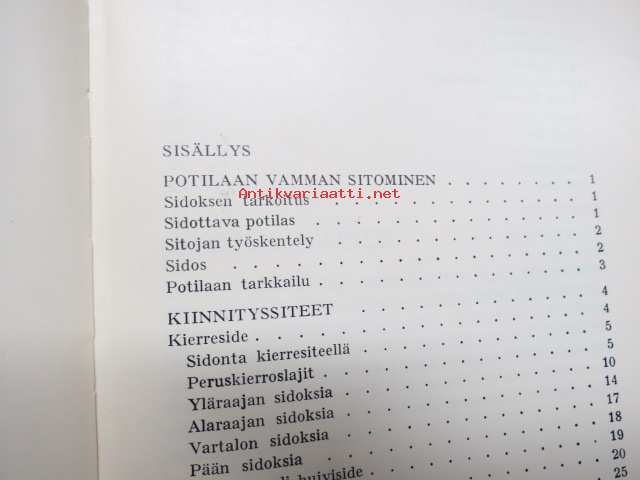 SISÄLLYS
POTILAAN VAMMAN SITOMINEN . . . . . . . . 1
Antikvariaatti.net
Sidoksen tarkoitus . . . . . . . . . . . . 1
Sidottava potilas . . . . . . . . . . . . 1
Sitojan työskentely . . . . . . . . . . . 2
Sidos . . . . . . . . . . . . . . . . 2
Potilaan tarkkailu . . . . . . . . . . . . 3
KIINNITYSSITEET . . . . . . . . . . . 4
Kierreside . . . . . . . . . . . . . . 4
Sidonta kierresiteellä . . . . . . . . . . 5
Peruskierroslajit . . . . . . . . . . . . 5
Yläraajan sidoksia . . . . . . . . . . . 10
Alaraajan sidoksia . . . . . . . . . . . 14
Vartalon sidoksia . . . . . . . . . . . 17
Pään sidoksia . . . . . . . . . . . . 18
huiviside . . . . . . . . . . 19
20
25